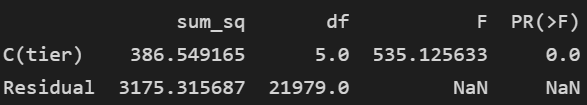 sum_sq df F PR(>F)
C(tier) 386.549165 5.0 535.125633 0.0
Residual 3175.315687 21979.0 NaN NaN